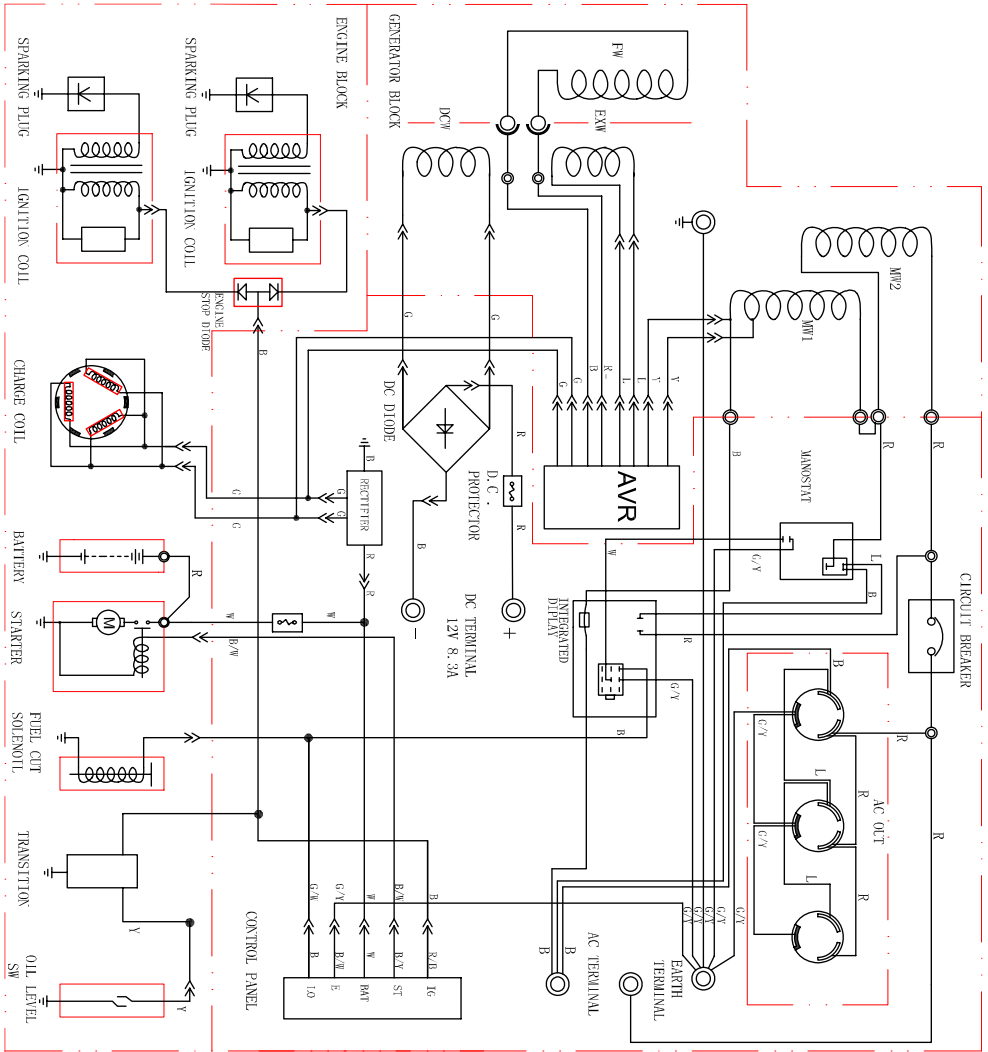 CIRCUIT BREAKER
R
R
MW2
R
AC OUT
R
L
R
R
B
L
L
MW1
MANOSTAT
B
G/Y
G/Y
G/Y
B
G/Y
G/Y
G/Y
G/Y
G/Y
EARTH
TERMINAL
R
G/Y
FW
EXW
Y
Y
L
L
R-
B
G
G
AVR
W
B
AC TERMINAL
B
B
INTEGRATED
DIPLAY
G
R
R
D.C.
PROTECTOR
+
DC TERMINAL
12V 8.3A
DCW
G
DC DIODE
B
-
GENERATOR BLOCK
ENGINE BLOCK
B
RECTIFIER
G
G
R
R
W
W
B/W
B
B/W
W
G/Y
G/W
R/B
B/Y
W
B/W
B
IG
ST
BAT
E
LO
CONTROL PANEL
B
G
G
ENGINE
STOP DIODE
SPARKING PLUG
IGNITION COIL
R
Y
Y
SPARKING PLUG
IGNITION COIL
CHARGE COIL
BATTERY
M
STARTER
FUEL CUT
SOLENOIL
TRANSITION
OIL LEVEL
SW